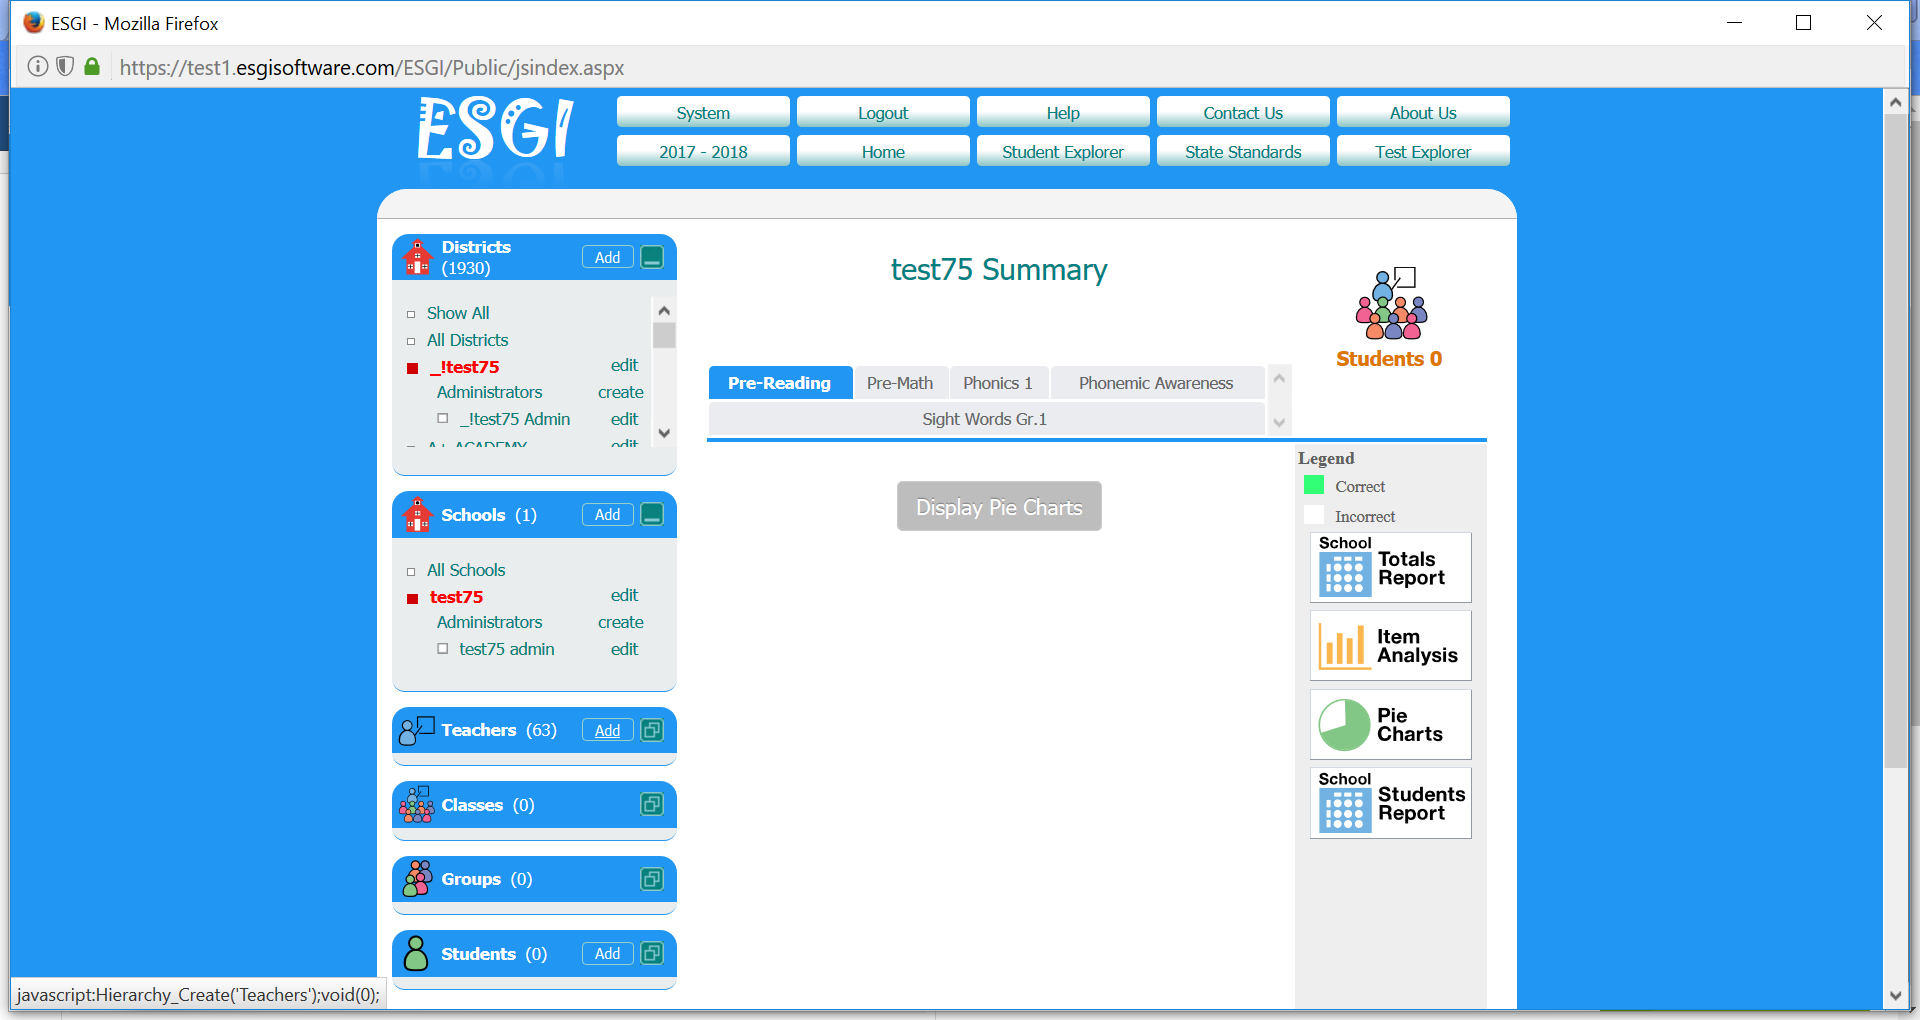 ESGI - Mozilla Firefox
https://test1.esgisoftware.com/ESGI/Public/jsindex.aspx
ESGI
System
Logout
Help
Contact Us
About Us
2017 - 2018
Home
Student Explorer
State Standards
Test Explorer
Districts
(1930)
Add
Show All
All Districts
_!test75 edit
Administrators create
_!test75 Admin edit
A+ ACADEMY edit
Schools (1)
Add
All Schools
test75 edit
Administrators create
test75 admin edit
Teachers (63)
Add
Classes (0)
Groups (0)
Students (0)
Add
test75 Summary
Students 0
Pre-Reading
Pre-Math
Phonics 1
Phonemic Awareness
Sight Words Gr.1
Display Pie Charts
Legend
Correct
Incorrect
School
Totals
Report
Item
Analysis
Pie
Charts
School
Students
Report
javascript:Hierarchy_Create('Teachers');void(0);